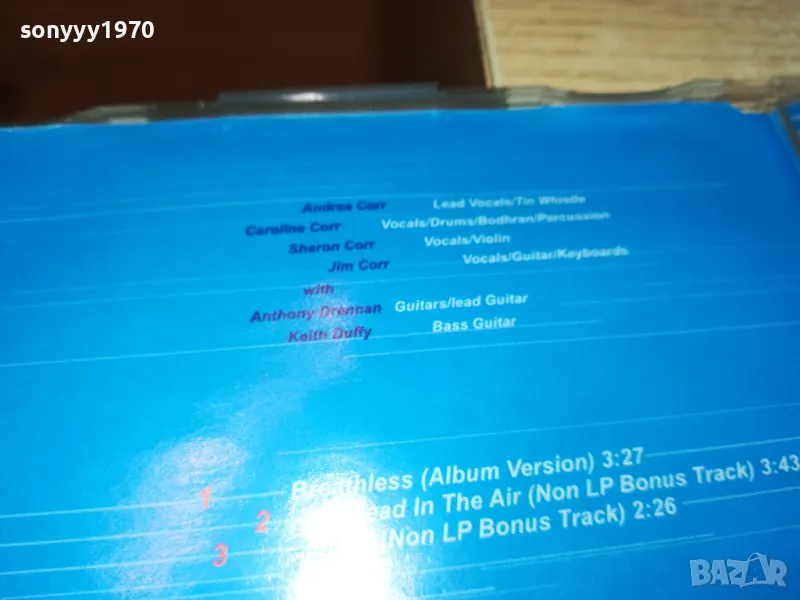 sonyyy1970
Andrea Corr Lead Vocals/Tin Whistle
Caroline Corr Vocals/Drums/Bodhran/Percussion
Sharon Corr Vocals/Violin
Jim Corr Vocals/Guitar/Keyboards
with
Anthony Drennan Guitars/lead Guitar
Keith Duffy Bass Guitar
1 Breathless (Album Version) 3:27
2 In The Air (Non LP Bonus Track) 3:43
3 (Non LP Bonus Track) 2:26
BAZAR